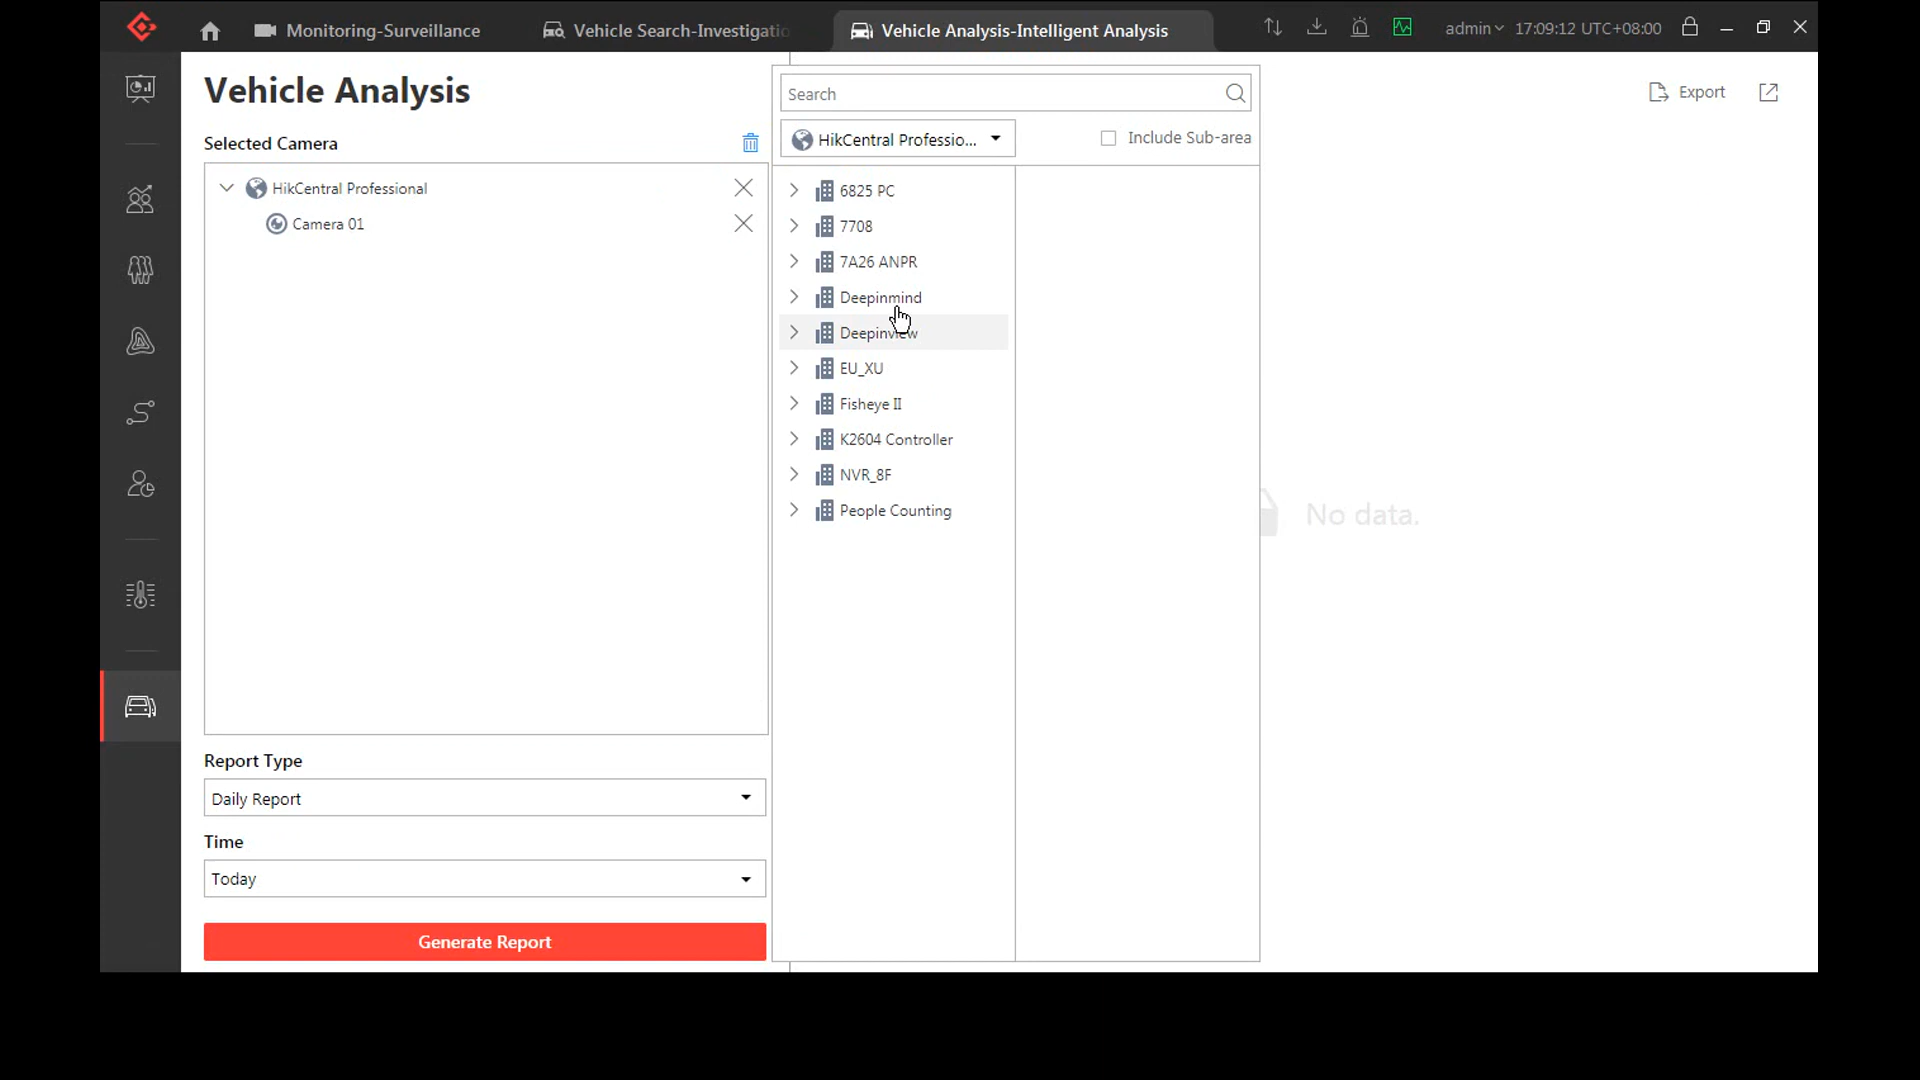 Monitoring-Surveillance
Vehicle Search-Investigatio
Vehicle Analysis-Intelligent Analysis
admin
17:09:12 UTC+08:00
Vehicle Analysis
Search
Export
Selected Camera
HikCentral Professio...
Include Sub-area
HikCentral Professional
Camera 01
6825 PC
7708
7A26 ANPR
Deepinmind
Deepinview
EU_XU
Fisheye II
K2604 Controller
NVR_8F
People Counting
No data.
Report Type
Daily Report
Time
Today
Generate Report